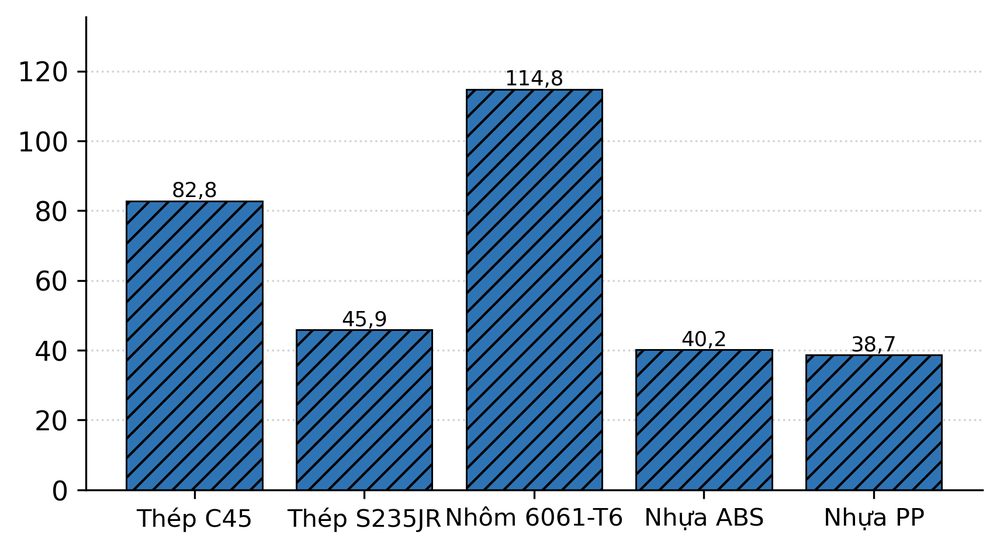 120
100
80
60
40
20
0
82,8
45,9
114,8
40,2
38,7
Thép C45
Thép S235JR
Nhôm 6061-T6
Nhựa ABS
Nhựa PP